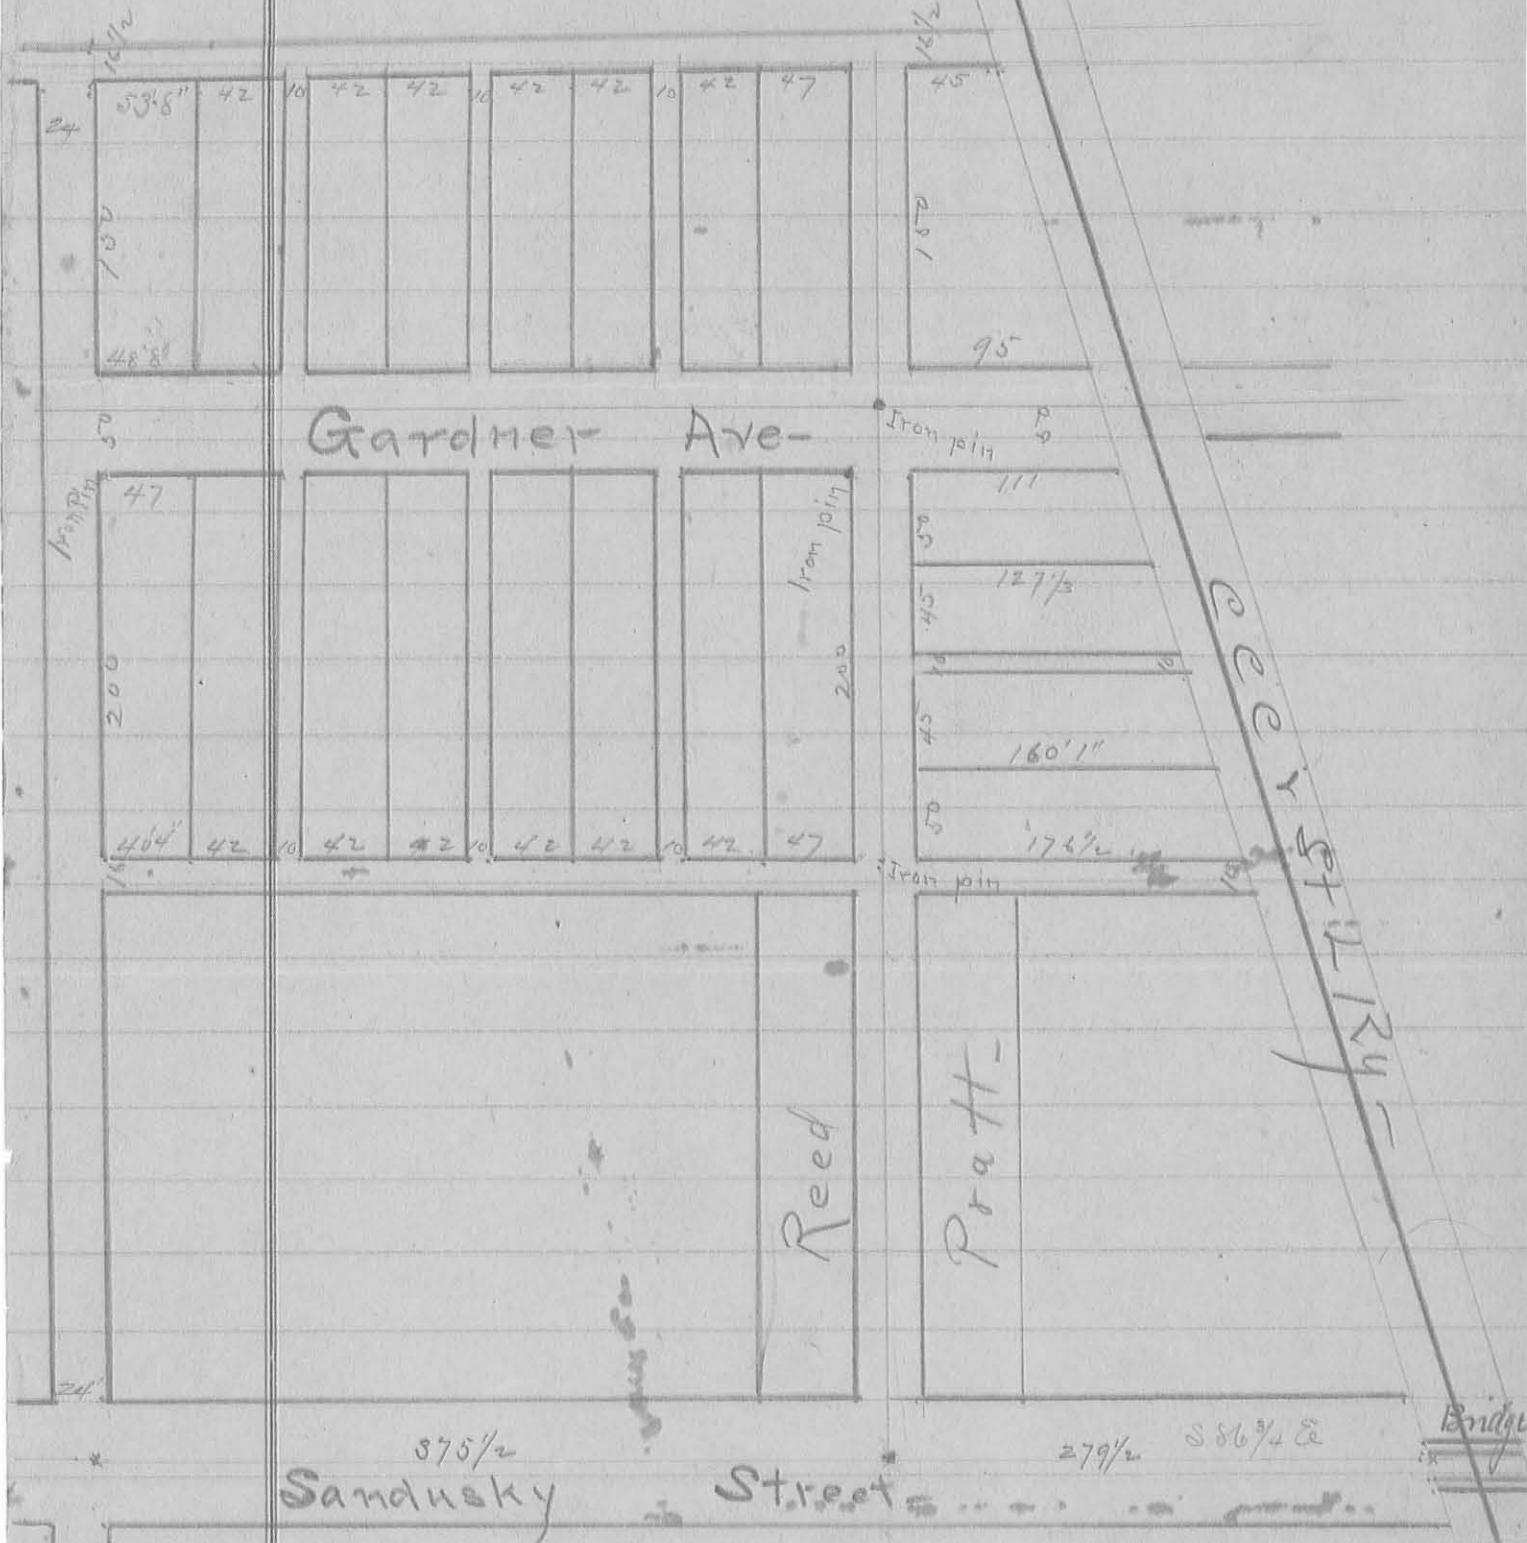 16½ 16½
53'8" 42 10 42 42 10 42 42 10 42 47 45
24
150 150
48'8" 95
50 Gardner Ave- Iron pin 50
Iron Pin 47 Iron pin 111
50
127⅓
45
10 10
200 200
45
160'1"
50
40'4" 42 10 42 42 10 42 42 10 42 47 176½
16 Iron pin
C C C & St L Ry-
Reed Pratt-
24'
Bridge
375½ 279½ S 86¾ E
Sandusky Street-